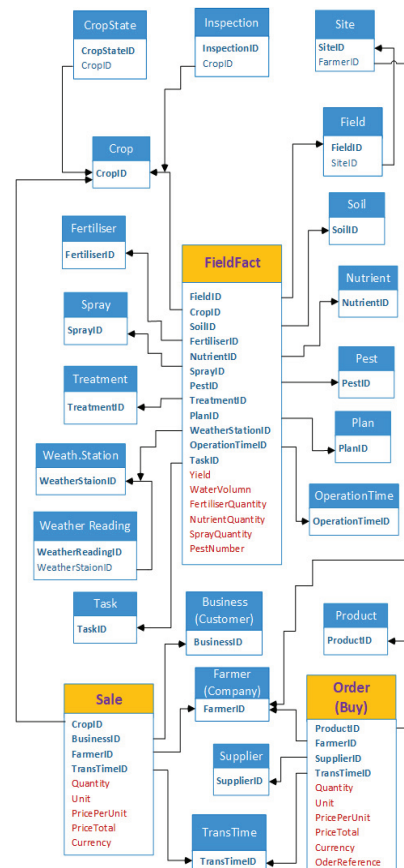 CropState
CropStateID
CropID
Inspection
InspectionID
CropID
Site
SiteID
FarmerID
Crop
CropID
Field
FieldID
SiteID
Fertiliser
FertiliserID
Soil
SoilID
FieldFact
FieldID
CropID
SoilID
FertiliserID
NutrientID
SprayID
PestID
TreatmentID
PlanID
WeatherStationID
OperationTimeID
TaskID
Yield
WaterVolumn
FertiliserQuantity
NutrientQuantity
SprayQuantity
PestNumber
Nutrient
NutrientID
Spray
SprayID
Pest
PestID
Treatment
TreatmentID
Plan
PlanID
Weath.Station
WeatherStaionID
OperationTime
OperationTimeID
Weather Reading
WeatherReadingID
WeatherStaionID
Task
TaskID
Business
(Customer)
BusinessID
Product
ProductID
Farmer
(Company)
FarmerID
Sale
CropID
BusinessID
FarmerID
TransTimeID
Quantity
Unit
PricePerUnit
PriceTotal
Currency
Supplier
SupplierID
Order
(Buy)
ProductID
FarmerID
SupplierID
TransTimeID
Quantity
Unit
PricePerUnit
PriceTotal
Currency
OderReference
TransTime
TransTimeID